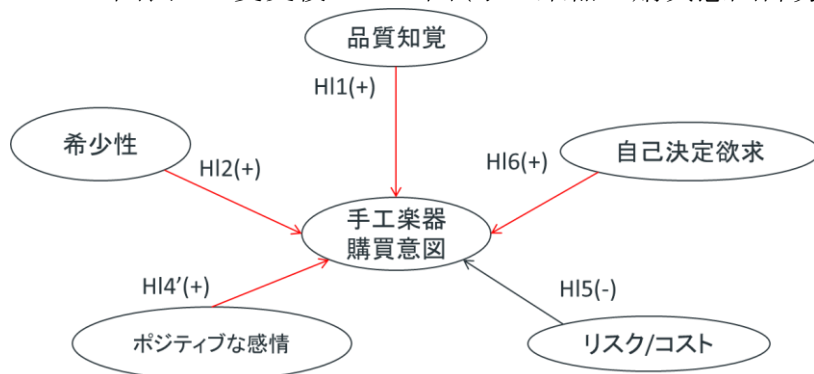 品質知覚
HI1(+)
希少性
HI2(+)
HI6(+)
自己決定欲求
手工楽器
購買意図
HI4’(+)
HI5(-)
ポジティブな感情
リスク/コスト